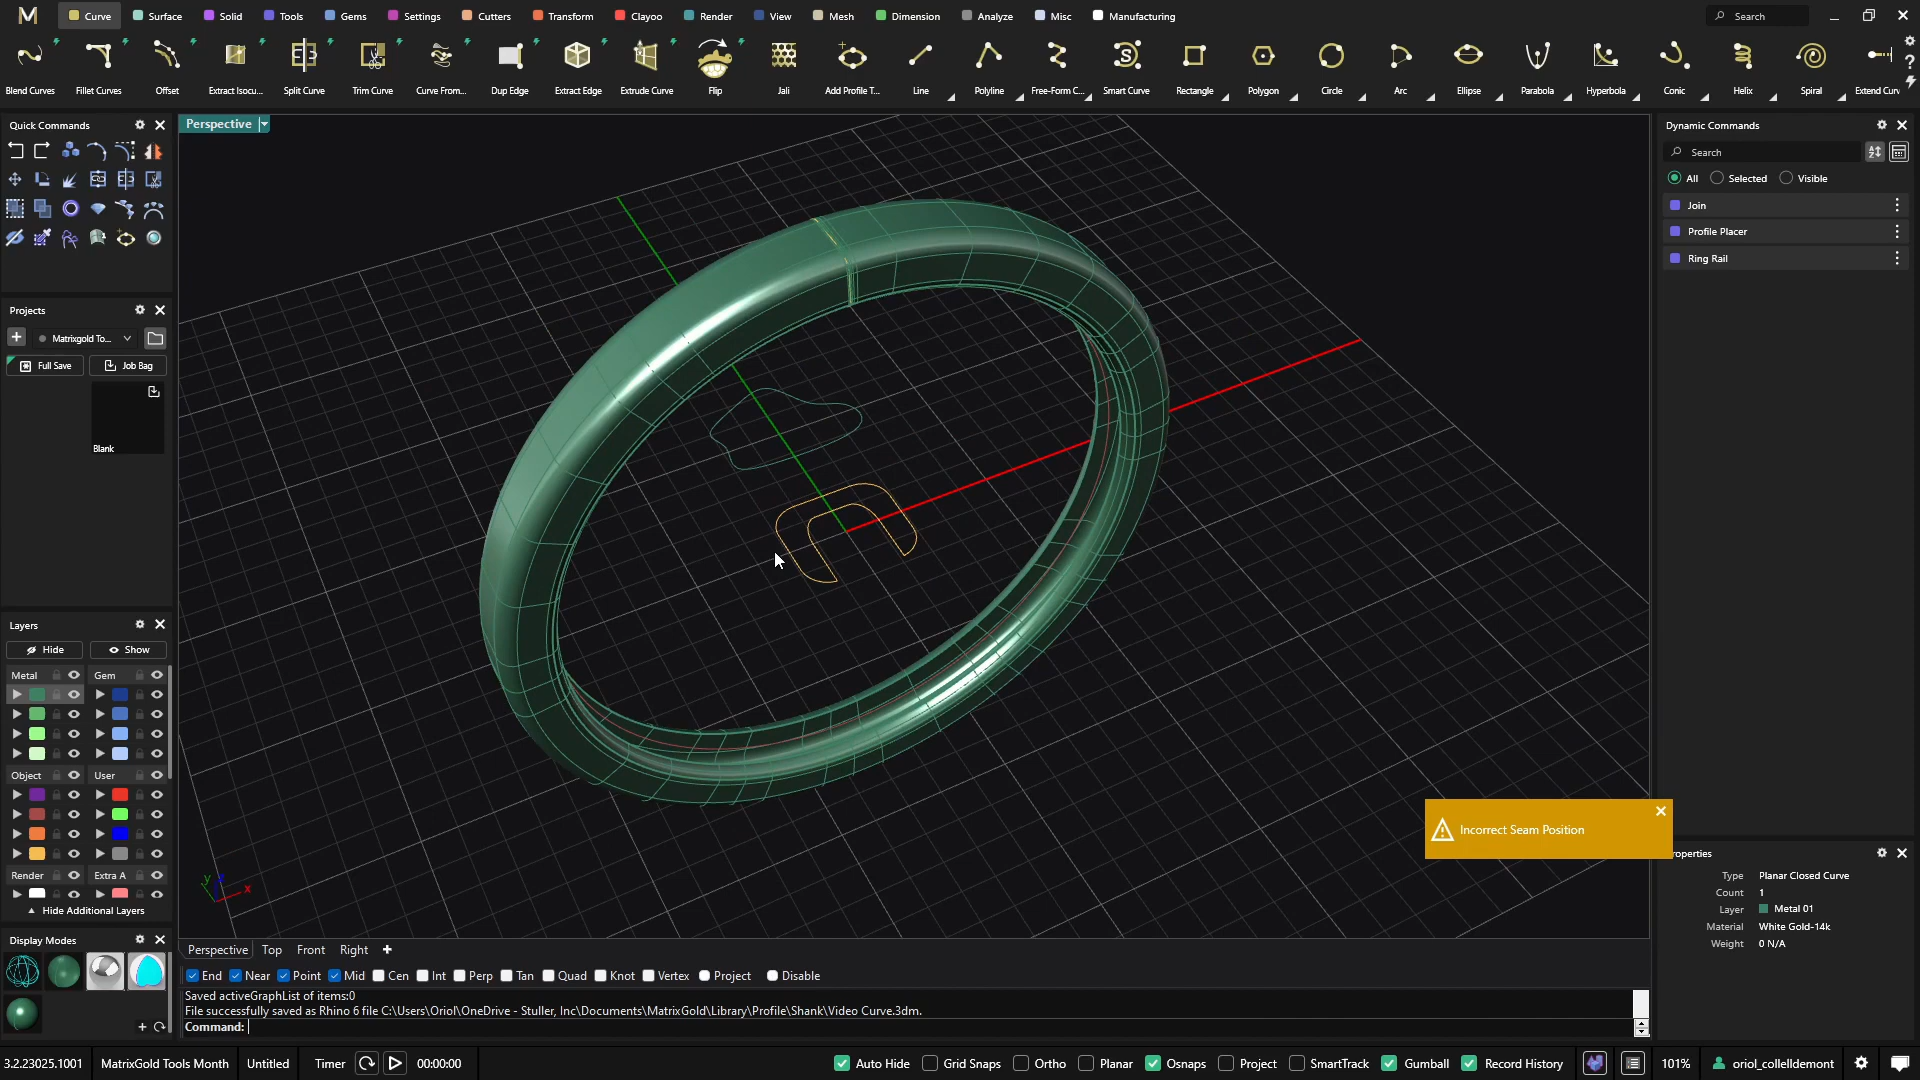 Curve Surface Solid Tools Gems Settings Cutters Transform Clayoo Render View Mesh Dimension Analyze Misc Manufacturing Search
Blend Curves Fillet Curves Offset Extract Isocu... Split Curve Trim Curve Curve From... Dup Edge Extract Edge Extrude Curve Flip Jali Add Profile T... Line Polyline Free-Form C... Smart Curve Rectangle Polygon Circle Arc Ellipse Parabola Hyperbola Conic Helix Spiral Extend Curv
Quick Commands
Perspective
Dynamic Commands
Search
All Selected Visible
Join
Profile Placer
Ring Rail
Projects
Matrixgold To...
Full Save Job Bag
Blank
Layers
Hide Show
Metal Gem
Object User
Render Extra A
Hide Additional Layers
Incorrect Seam Position
roperties
Type Planar Closed Curve
Count 1
Layer Metal 01
Material White Gold-14k
Weight 0 N/A
y x
Display Modes
Perspective Top Front Right
End Near Point Mid Cen Int Perp Tan Quad Knot Vertex Project Disable
Saved activeGraphList of items:0
File successfully saved as Rhino 6 file C:\Users\Oriol\OneDrive - Stuller, Inc\Documents\MatrixGold\Library\Profile\Shank\Video Curve.3dm.
Command:
3.2.23025.1001 MatrixGold Tools Month Untitled Timer 00:00:00 Auto Hide Grid Snaps Ortho Planar Osnaps Project SmartTrack Gumball Record History 101% oriol_collelldemont